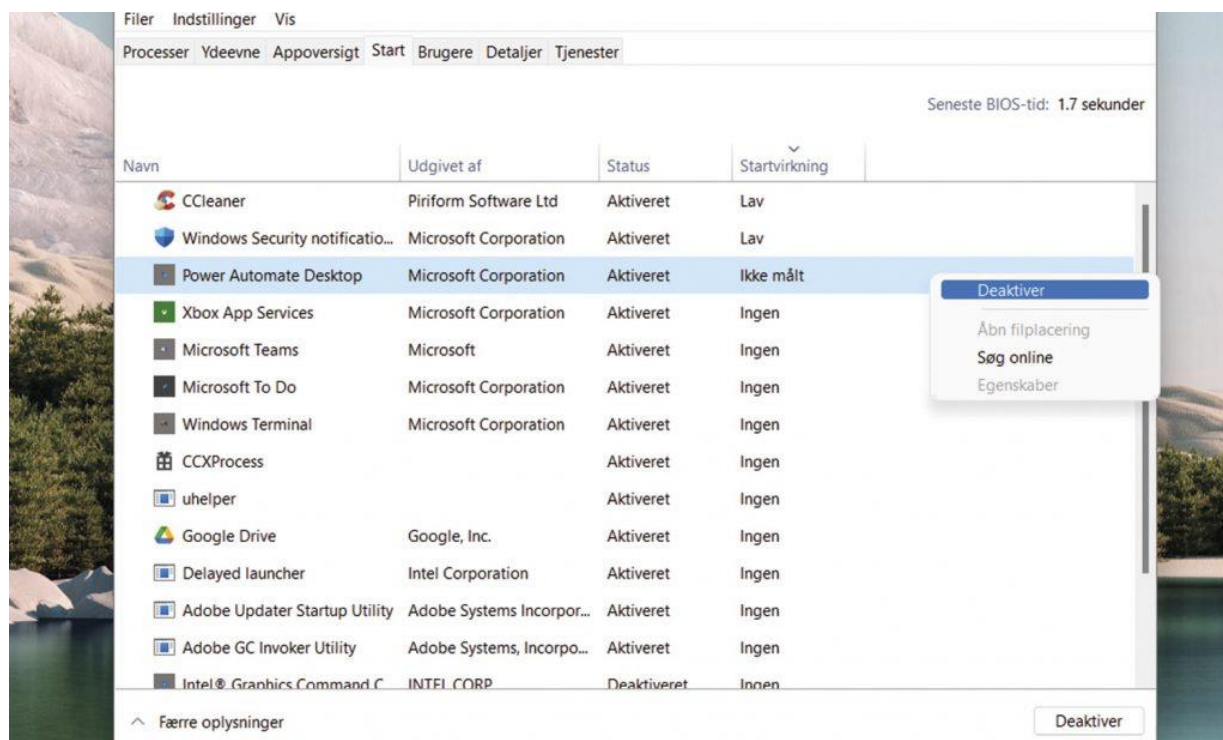 Filer Indstillinger Vis
Processer Ydeevne Appoversigt Start Brugere Detaljer Tjenester
Seneste BIOS-tid: 1.7 sekunder
Navn Udgivet af Status Startvirkning
CCleaner Piriform Software Ltd Aktiveret Lav
Windows Security notificatio... Microsoft Corporation Aktiveret Lav
Power Automate Desktop Microsoft Corporation Aktiveret Ikke målt
Deaktiver
Xbox App Services Microsoft Corporation Aktiveret Ingen
Åbn filplacering
Microsoft Teams Microsoft Aktiveret Ingen
Søg online
Microsoft To Do Microsoft Corporation Aktiveret Ingen
Egenskaber
Windows Terminal Microsoft Corporation Aktiveret Ingen
CCXProcess Aktiveret Ingen
uhelper Aktiveret Ingen
Google Drive Google, Inc. Aktiveret Ingen
Delayed launcher Intel Corporation Aktiveret Ingen
Adobe Updater Startup Utility Adobe Systems Incorpor... Aktiveret Ingen
Adobe GC Invoker Utility Adobe Systems, Incorpo... Aktiveret Ingen
Intel® Graphics Command C INTEL CORP Deaktiveret Ingen
Færre oplysninger Deaktiver